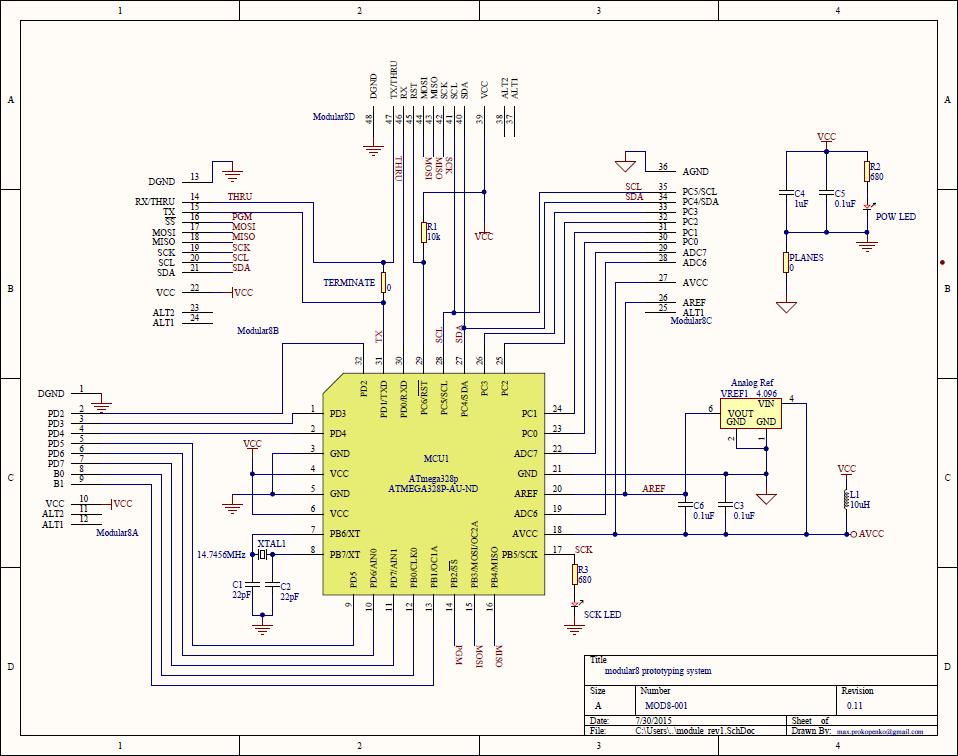 1 2 3 4
A
B
C
D
A
B
C
D
Modular8D
DGND
TX/THRU
RX
RST
MOSI
MISO
SCK
SCL
SDA
VCC
ALT2
ALT1
48
47
46
45
44
43
42
41
40
39
38
37
THRU
MOSI
MISO
SCK
DGND 13
RX/THRU 14 THRU
TX 15
SS 16 PGM
MOSI 17 MOSI
MISO 18 MISO
SCK 19 SCK
SCL 20 SCL
SDA 21 SDA
VCC 22 VCC
ALT2 23
ALT1 24
Modular8B
R1
10k
VCC
TERMINATE 0
TX
SCL
SDA
36 AGND
SCL 35 PC5/SCL
SDA 34 PC4/SDA
33 PC3
32 PC2
31 PC1
30 PC0
29 ADC7
28 ADC6
27 AVCC
26 AREF
25 ALT1
Modular8C
VCC
R2
680
C4
1uF
C5
0.1uF
POW LED
PLANES
0
DGND 1
PD2 2
PD3 3
PD4 4
PD5 5
PD6 6
PD7 7
B0 8
B1 9
VCC 10 VCC
ALT2 11
ALT1 12
Modular8A
32
31
30
29
28
27
26
25
PD2
PD1/TXD
PD0/RXD
PC6/RST
PC5/SCL
PC4/SDA
PC3
PC2
1 PD3
2 PD4
3 GND
4 VCC
5 GND
6 VCC
7 PB6/XT
8 PB7/XT
MCU1
ATmega328p
ATMEGA328P-AU-ND
PC1 24
PC0 23
ADC7 22
GND 21
AREF 20 AREF
ADC6 19
AVCC 18
PB5/SCK 17 SCK
PD5
PD6/AIN0
PD7/AIN1
PB0/CLK0
PB1/OC1A
PB2/SS
PB3/MOSI/OC2A
PB4/MISO
9
10
11
12
13
14
15
16
PGM
MOSI
MISO
VCC
14.7456MHz
XTAL1
C1
22pF
C2
22pF
Analog Ref
VREF1 4.096
VIN 4
6 VOUT
GND GND
2
1
C6
0.1uF
C3
0.1uF
VCC
L1
10uH
AVCC
R3
680
SCK LED
Title
modular8 prototyping system
Size Number Revision
A MOD8-001 0.11
Date: 7/30/2015 Sheet of
File: C:\Users\..\module_rev1.SchDoc Drawn By: max.prokopenko@gmail.com
1 2 3 4